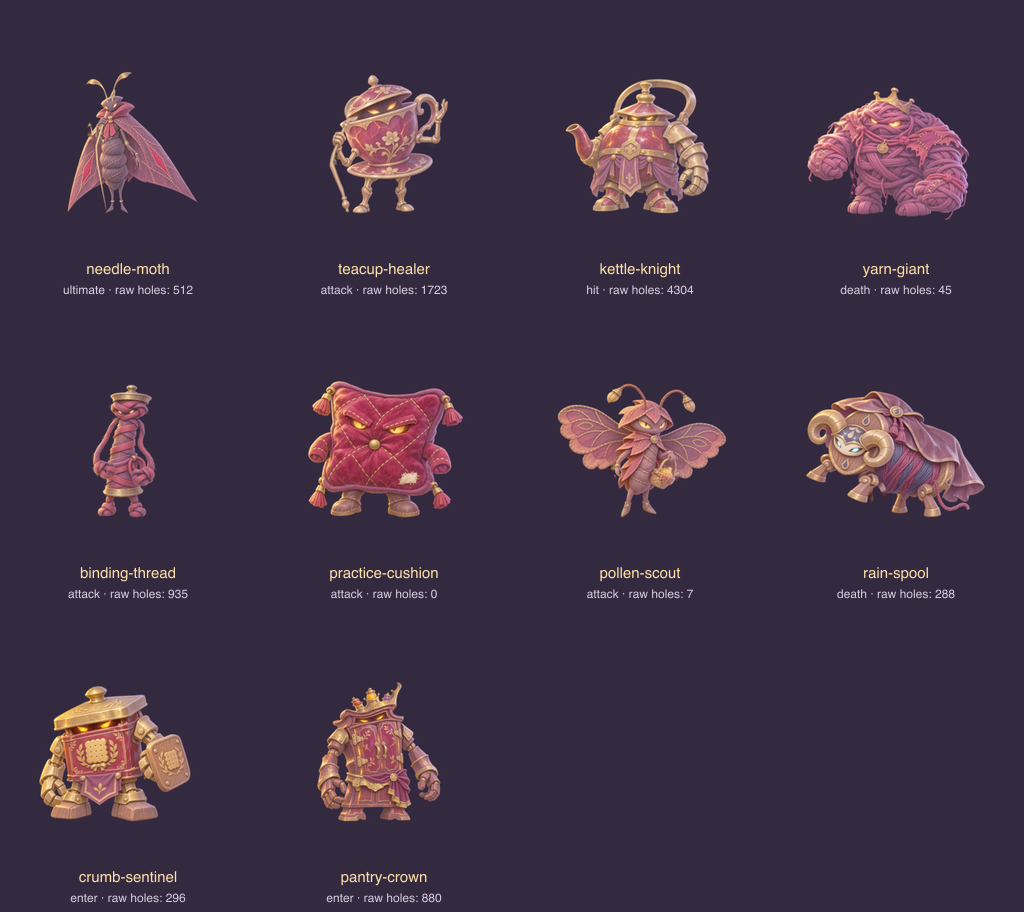 needle-moth
ultimate · raw holes: 512
teacup-healer
attack · raw holes: 1723
kettle-knight
hit · raw holes: 4304
yarn-giant
death · raw holes: 45
binding-thread
attack · raw holes: 935
practice-cushion
attack · raw holes: 0
pollen-scout
attack · raw holes: 7
rain-spool
death · raw holes: 288
crumb-sentinel
enter · raw holes: 296
pantry-crown
enter · raw holes: 880